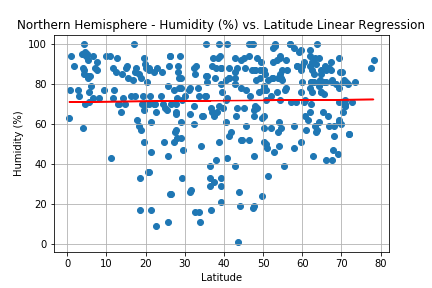 Northern Hemisphere - Humidity (%) vs. Latitude Linear Regression
100
80
60
40
20
0
Humidity (%)
0 10 20 30 40 50 60 70 80
Latitude